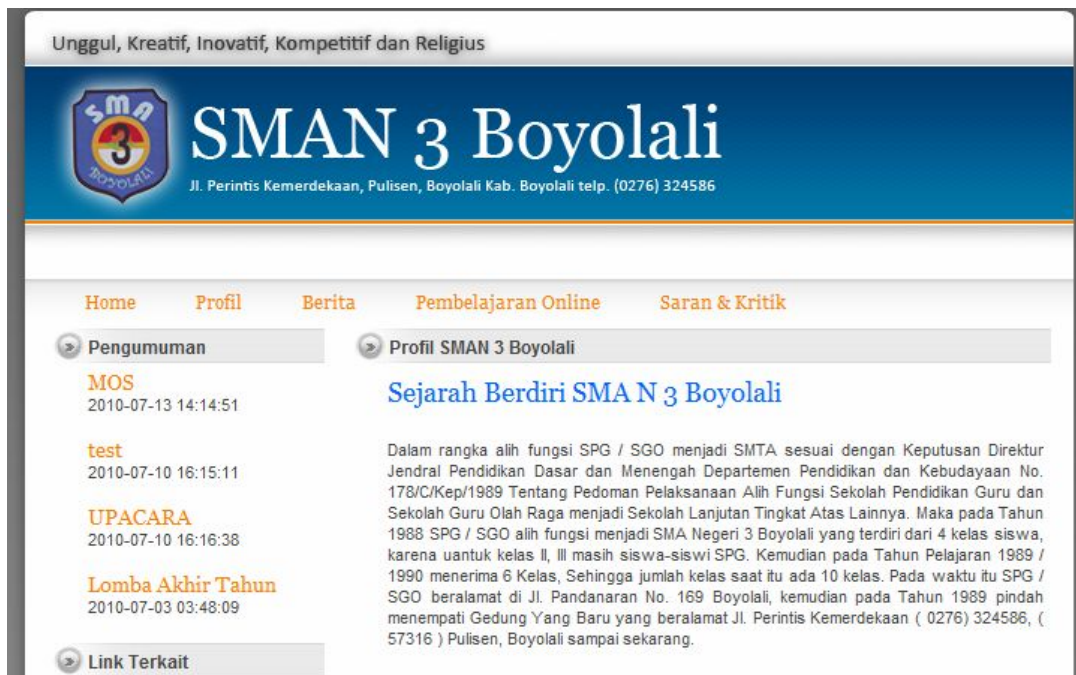 Unggul, Kreatif, Inovatif, Kompetitif dan Religius
SMA
3
BOYOLALI
SMAN 3 Boyolali
Jl. Perintis Kemerdekaan, Pulisen, Boyolali Kab. Boyolali telp. (0276) 324586
Home Profil Berita Pembelajaran Online Saran & Kritik
Pengumuman
MOS
2010-07-13 14:14:51
test
2010-07-10 16:15:11
UPACARA
2010-07-10 16:16:38
Lomba Akhir Tahun
2010-07-03 03:48:09
Link Terkait
Profil SMAN 3 Boyolali
Sejarah Berdiri SMA N 3 Boyolali
Dalam rangka alih fungsi SPG / SGO menjadi SMTA sesuai dengan Keputusan Direktur
Jendral Pendidikan Dasar dan Menengah Departemen Pendidikan dan Kebudayaan No.
178/C/Kep/1989 Tentang Pedoman Pelaksanaan Alih Fungsi Sekolah Pendidikan Guru dan
Sekolah Guru Olah Raga menjadi Sekolah Lanjutan Tingkat Atas Lainnya. Maka pada Tahun
1988 SPG / SGO alih fungsi menjadi SMA Negeri 3 Boyolali yang terdiri dari 4 kelas siswa,
karena uantuk kelas II, III masih siswa-siswi SPG. Kemudian pada Tahun Pelajaran 1989 /
1990 menerima 6 Kelas, Sehingga jumlah kelas saat itu ada 10 kelas. Pada waktu itu SPG /
SGO beralamat di Jl. Pandanaran No. 169 Boyolali, kemudian pada Tahun 1989 pindah
menempati Gedung Yang Baru yang beralamat Jl. Perintis Kemerdekaan ( 0276) 324586, (
57316 ) Pulisen, Boyolali sampai sekarang.